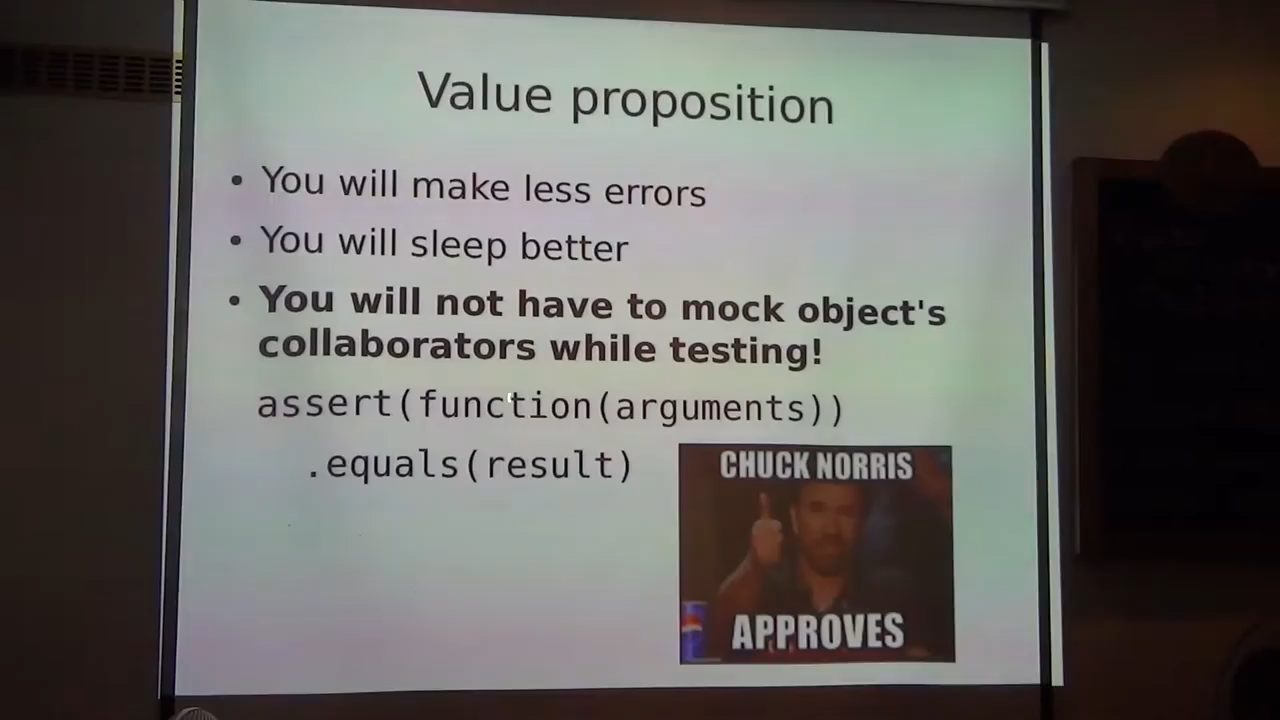 Value proposition
• You will make less errors
• You will sleep better
• You will not have to mock object's
collaborators while testing!
assert(function(arguments))
.equals(result)
CHUCK NORRIS
APPROVES